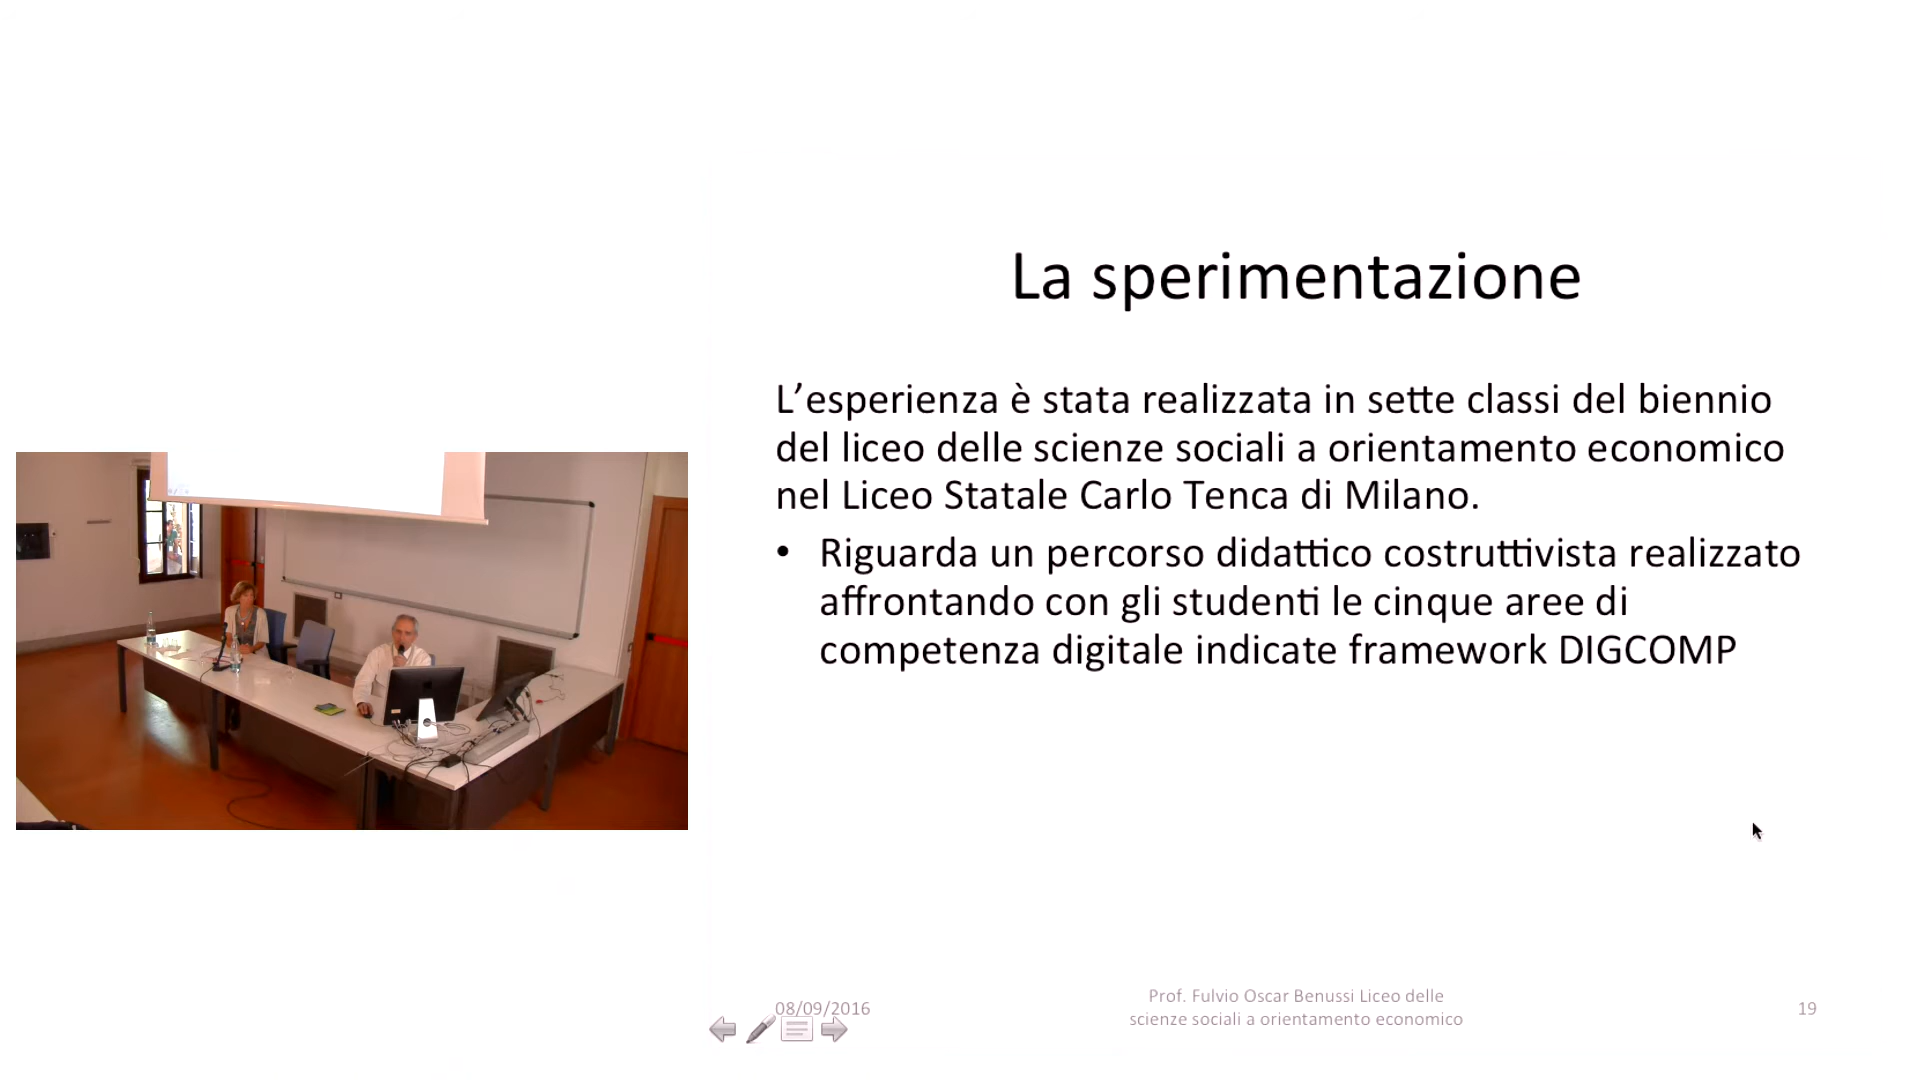 La sperimentazione
L’esperienza è stata realizzata in sette classi del biennio
del liceo delle scienze sociali a orientamento economico
nel Liceo Statale Carlo Tenca di Milano.
• Riguarda un percorso didattico costruttivista realizzato
affrontando con gli studenti le cinque aree di
competenza digitale indicate framework DIGCOMP
08/09/2016
Prof. Fulvio Oscar Benussi Liceo delle
scienze sociali a orientamento economico
19